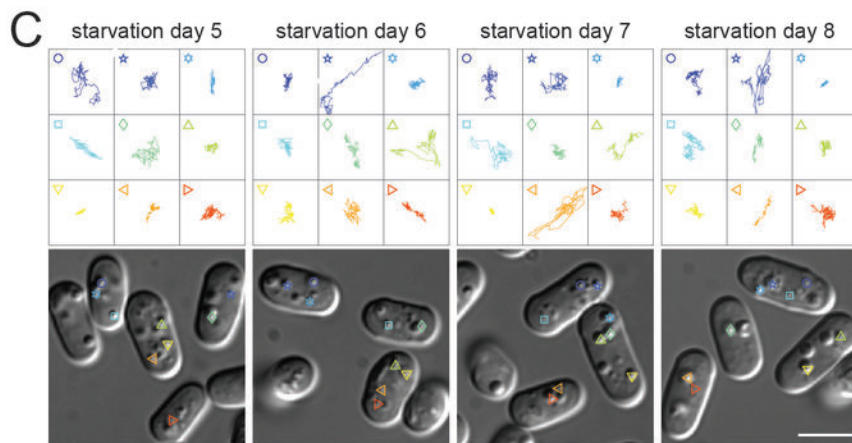 C
starvation day 5
starvation day 6
starvation day 7
starvation day 8